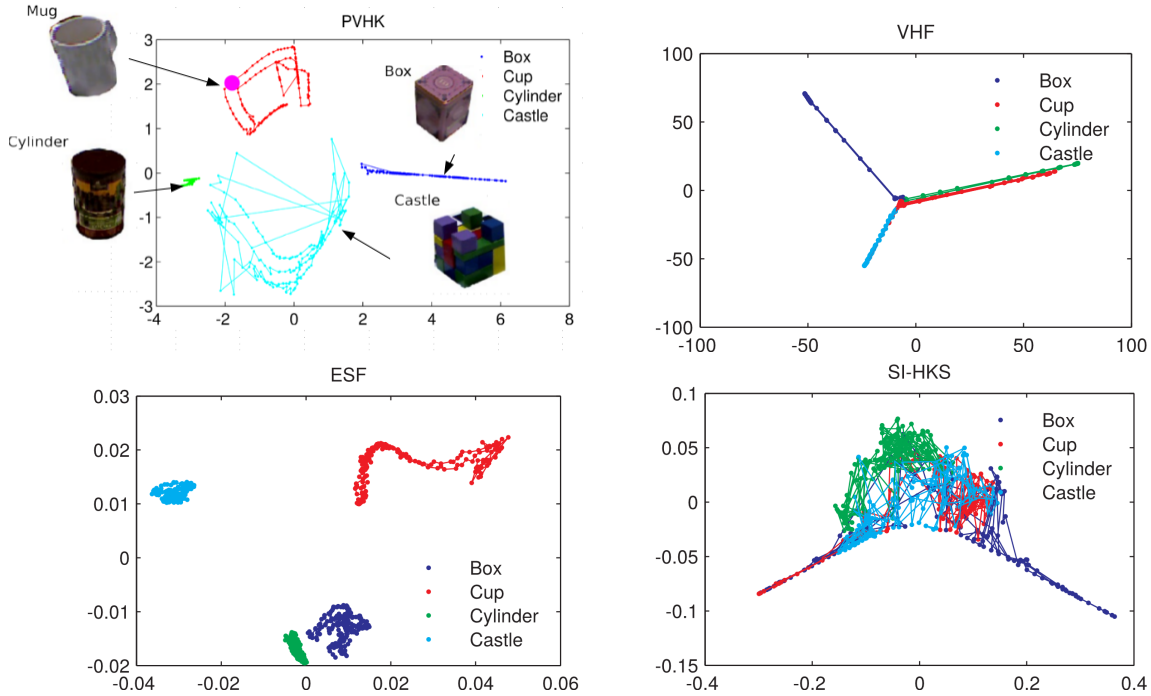 Mug
PVHK
3
2
1
0
-1
-2
-3
-4
-2
0
2
4
6
8
Box
Cup
Cylinder
Castle
Box
Cylinder
Castle
VHF
100
50
0
-50
-100
-100
-50
0
50
100
Box
Cup
Cylinder
Castle
ESF
0.03
0.02
0.01
0
-0.01
-0.02
-0.04
-0.02
0
0.02
0.04
0.06
Box
Cup
Cylinder
Castle
SI-HKS
0.1
0.05
0
-0.05
-0.1
-0.15
-0.4
-0.2
0
0.2
0.4
Box
Cup
Cylinder
Castle